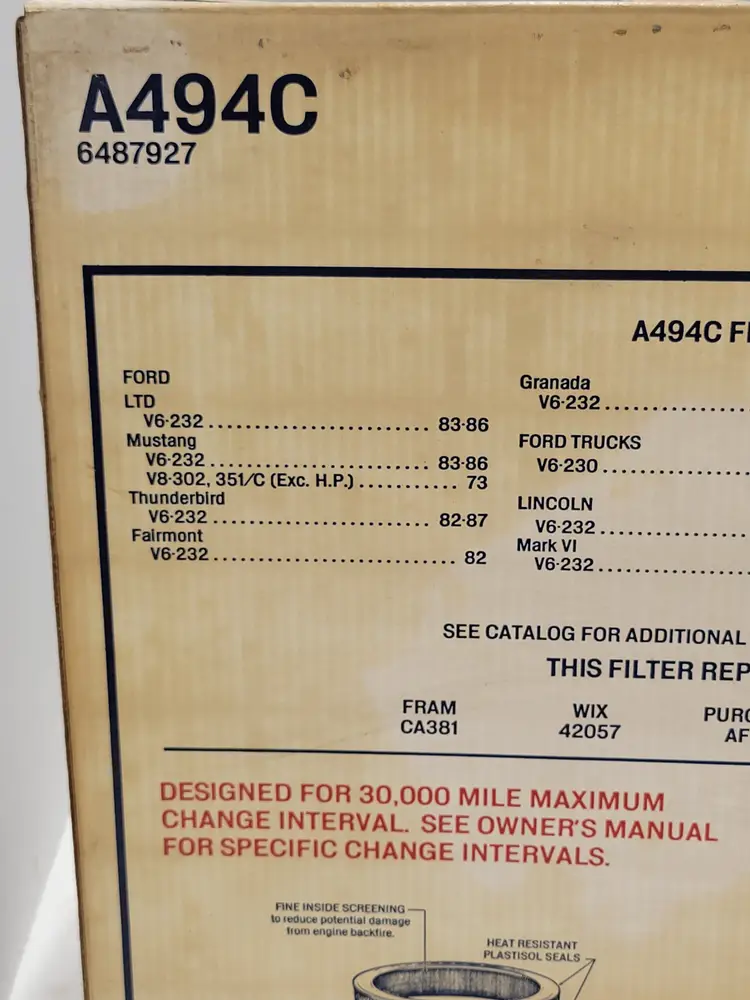 A494C
6487927
A494C
FORD
LTD
V6-232 ........................ 83-86
Mustang
V6-232 ........................ 83-86
V8-302, 351/C (Exc. H.P.) ........... 73
Thunderbird
V6-232 ........................ 82-87
Fairmont
V6-232 ........................... 82
Granada
V6-232 ................
FORD TRUCKS
V6-230 ................
LINCOLN
V6-232 ................
Mark VI
V6-232 ................
SEE CATALOG FOR ADDITIONAL
THIS FILTER
FRAM WIX
CA381 42057
DESIGNED FOR 30,000 MILE MAXIMUM
CHANGE INTERVAL. SEE OWNER'S MANUAL
FOR SPECIFIC CHANGE INTERVALS.
FINE INSIDE SCREENING
to reduce potential damage
from engine backfire.
HEAT RESISTANT
PLASTISOL SEALS